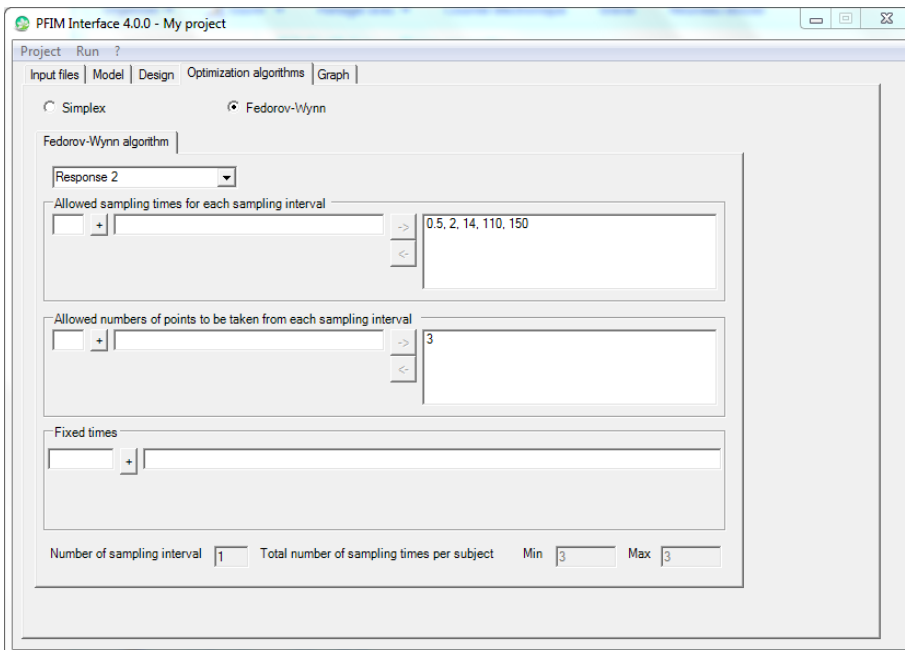 PFIM Interface 4.0.0 - My project
Project Run ?
Input files Model Design Optimization algorithms Graph
Simplex Fedorov-Wynn
Fedorov-Wynn algorithm
Response 2
Allowed sampling times for each sampling interval
+ -> 0.5, 2, 14, 110, 150
<-
Allowed numbers of points to be taken from each sampling interval
+ -> 3
<-
Fixed times
+
Number of sampling interval 1 Total number of sampling times per subject Min 3 Max 3